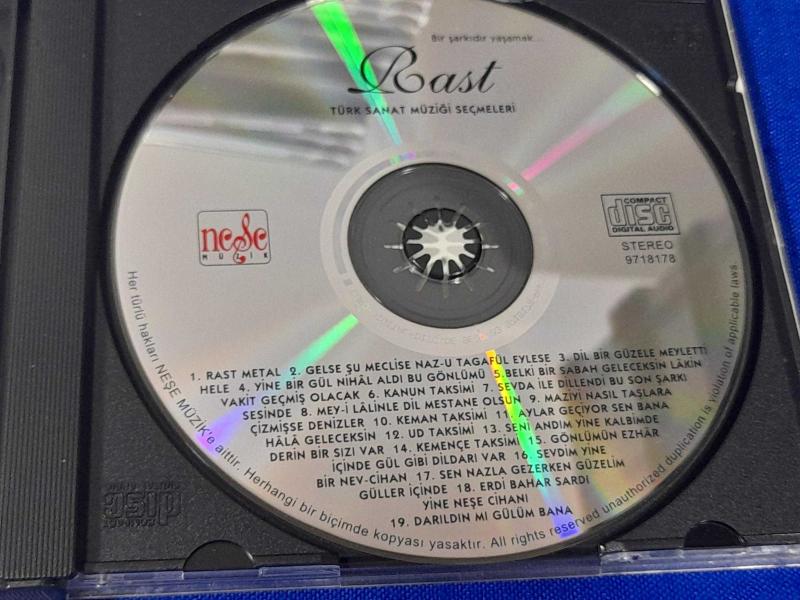 Bir şarkıdır yaşamak...
Rast
TÜRK SANAT MÜZİĞİ SEÇMELERİ
neşe
MÜZİK
COMPACT
disc
DIGITAL AUDIO
STEREO
9718178
1. RAST METAL 2. GELSE ŞU MECLİSE NAZ-U TAGAFÜL EYLESE 3. DİL BİR GÜZELE MEYLETTİ
HELE 4. YİNE BİR GÜL NİHÂL ALDI BU GÖNLÜMÜ 5. BELKİ BİR SABAH GELECEKSİN LÂKİN
VAKİT GEÇMİŞ OLACAK 6. KANUN TAKSİMİ 7. SEVDA İLE DİLLENDİ BU SON ŞARKI
SESİNDE 8. MEY-İ LÂLİNLE DİL MESTANE OLSUN 9. MAZİYİ NASIL TAŞLARA
ÇİZMİŞSE DENİZLER 10. KEMAN TAKSİMİ 11. AYLAR GEÇİYOR SEN BANA
HÂLÂ GELECEKSİN 12. UD TAKSİMİ 13. SENİ ANDIM YİNE KALBİMDE
DERİN BİR SIZI VAR 14. KEMENÇE TAKSİMİ 15. GÖNLÜMÜN EZHÂR
İÇİNDE GÜL GİBİ DİLDARI VAR 16. SEVDİM YİNE
BİR NEV-CİHAN 17. SEN NAZLA GEZERKEN GÜZELİM
GÜLLER İÇİNDE 18. ERDİ BAHAR SARDI
YİNE NEŞE CİHANI
19. DARILDIN MI GÜLÜM BANA
Her türlü hakları NEŞE MÜZİK'e aittir. Herhangi bir biçimde kopyası yasaktır. All rights reserved unauthorized duplication is violation of applicable laws.
COMPACT
disc
DIGITAL AUDIO